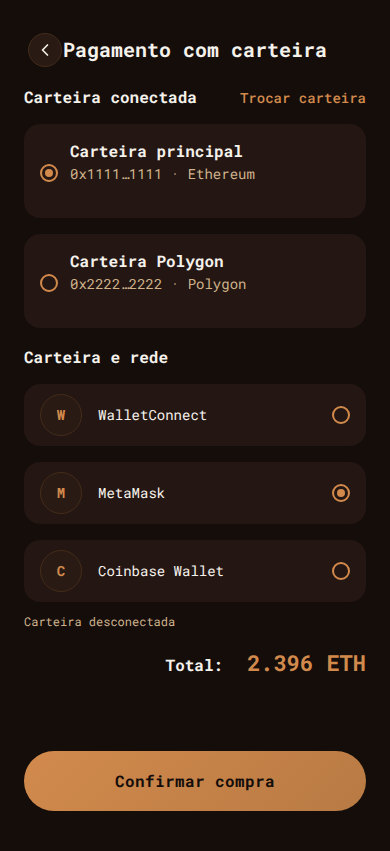 Pagamento com carteira
Carteira conectada Trocar carteira
Carteira principal
0x1111…1111 · Ethereum
Carteira Polygon
0x2222…2222 · Polygon
Carteira e rede
W WalletConnect
M MetaMask
C Coinbase Wallet
Carteira desconectada
Total: 2.396 ETH
Confirmar compra